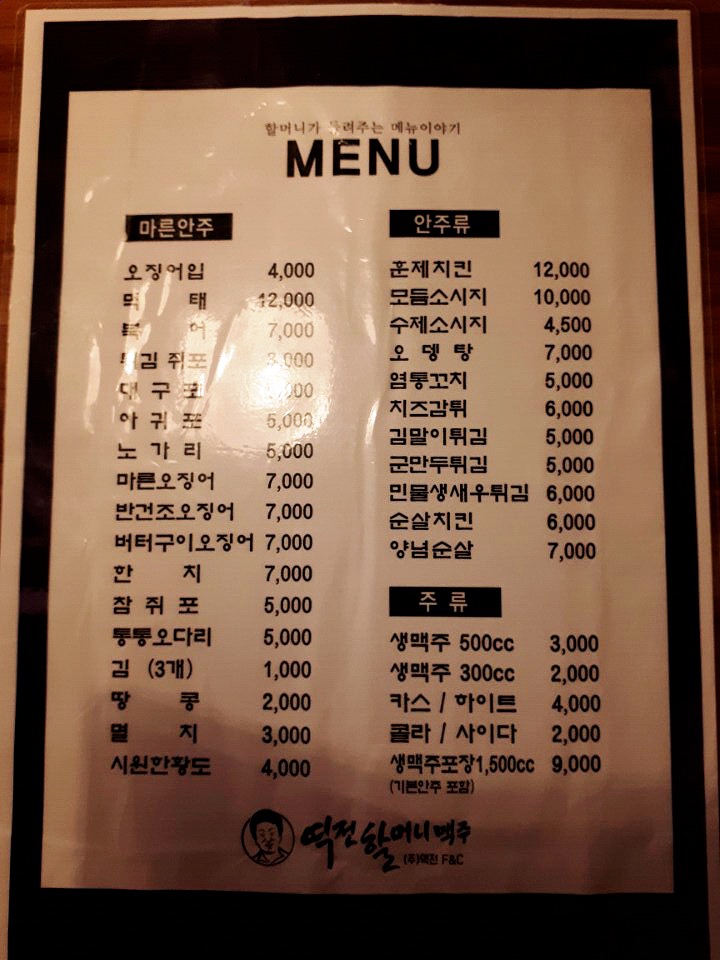 할머니가 들려주는 메뉴이야기
MENU
마른안주
오징어입 4,000
먹 태 12,000
북 어 7,000
튀김 쥐포 3,000
대 구 포 ,000
아 귀 포 5,000
노 가 리 5,000
마른오징어 7,000
반건조오징어 7,000
버터구이오징어 7,000
한 치 7,000
참 쥐 포 5,000
통통오다리 5,000
김 (3개) 1,000
땅 콩 2,000
멸 치 3,000
시원한황도 4,000
안주류
훈제치킨 12,000
모듬소시지 10,000
수제소시지 4,500
오 뎅 탕 7,000
염통꼬치 5,000
치즈감튀 6,000
김말이튀김 5,000
군만두튀김 5,000
민물생새우튀김 6,000
순살치킨 6,000
양념순살 7,000
주 류
생맥주 500cc 3,000
생맥주 300cc 2,000
카스 / 하이트 4,000
콜라 / 사이다 2,000
생맥주포장1,500cc 9,000
(기본안주 포함)
역전할머니맥주
(주)역전 F&C